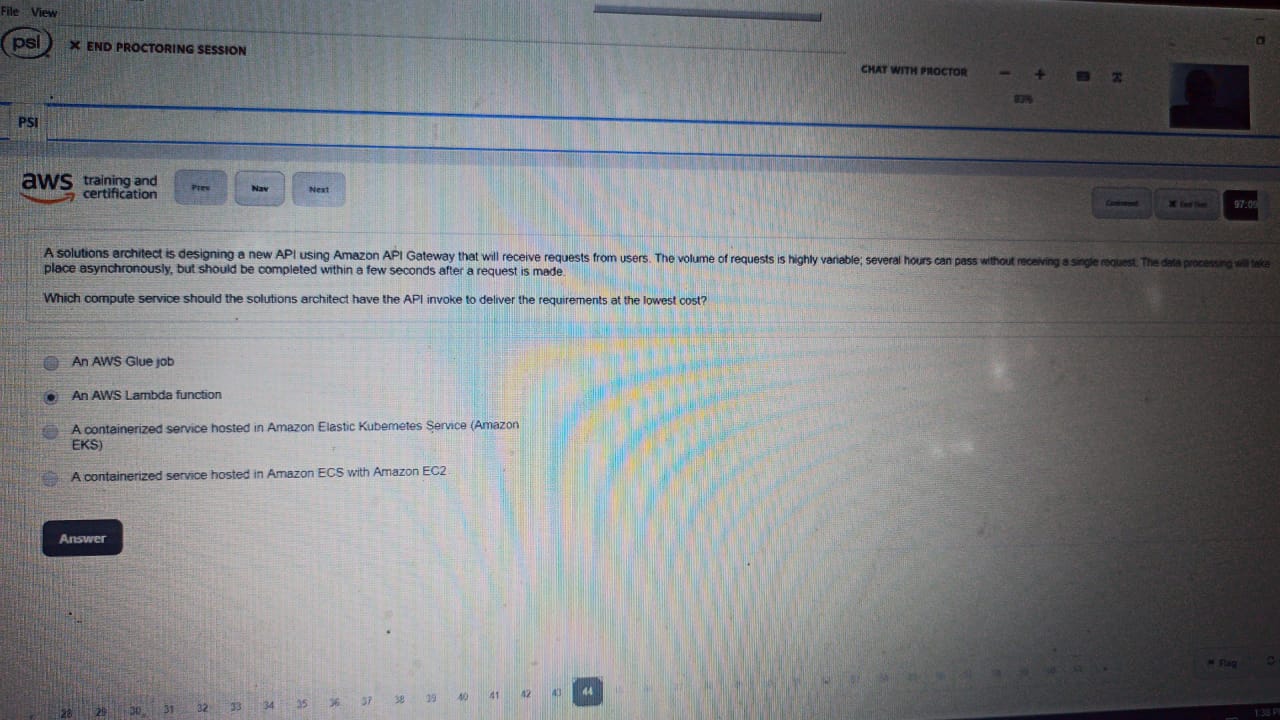 File View
psi X END PROCTORING SESSION
CHAT WITH PROCTOR
PSI
aws training and certification
Prev Nav Next
Comment
97:09
A solutions architect is designing a new API using Amazon API Gateway that will receive requests from users. The volume of requests is highly variable; several hours can pass without receiving a single request. The data processing will take
place asynchronously, but should be completed within a few seconds after a request is made.
Which compute service should the solutions architect have the API invoke to deliver the requirements at the lowest cost?
An AWS Glue job
An AWS Lambda function
A containerized service hosted in Amazon Elastic Kubernetes Service (Amazon
EKS)
A containerized service hosted in Amazon ECS with Amazon EC2
Answer
Flag
28 29 30 31 32 33 34 35 36 37 38 39 40 41 42 43 44